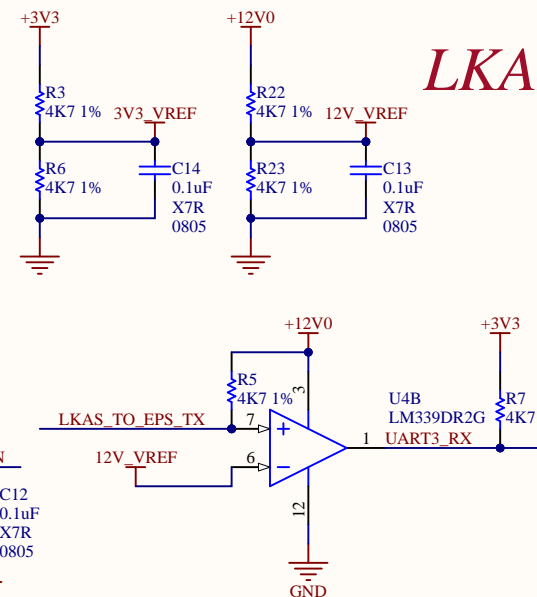 +3V3
+12V0
LKA
R3
4K7 1%
3V3_VREF
R22
4K7 1%
12V_VREF
R6
4K7 1%
C14
0.1uF
X7R
0805
R23
4K7 1%
C13
0.1uF
X7R
0805
+12V0
+3V3
R5
4K7 1%
3
U4B
LM339DR2G
R7
4K7
LKAS_TO_EPS_TX
7
+
1
UART3_RX
12V_VREF
6
−
N
C12
0.1uF
X7R
0805
12
GND